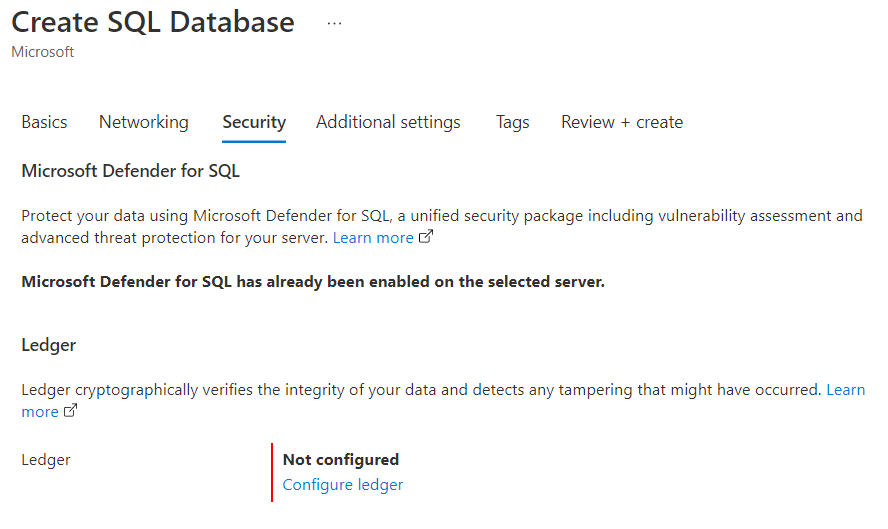 Create SQL Database ...
Microsoft
Basics Networking Security Additional settings Tags Review + create
Microsoft Defender for SQL
Protect your data using Microsoft Defender for SQL, a unified security package including vulnerability assessment and
advanced threat protection for your server. Learn more
Microsoft Defender for SQL has already been enabled on the selected server.
Ledger
Ledger cryptographically verifies the integrity of your data and detects any tampering that might have occurred. Learn
more
Ledger Not configured
Configure ledger